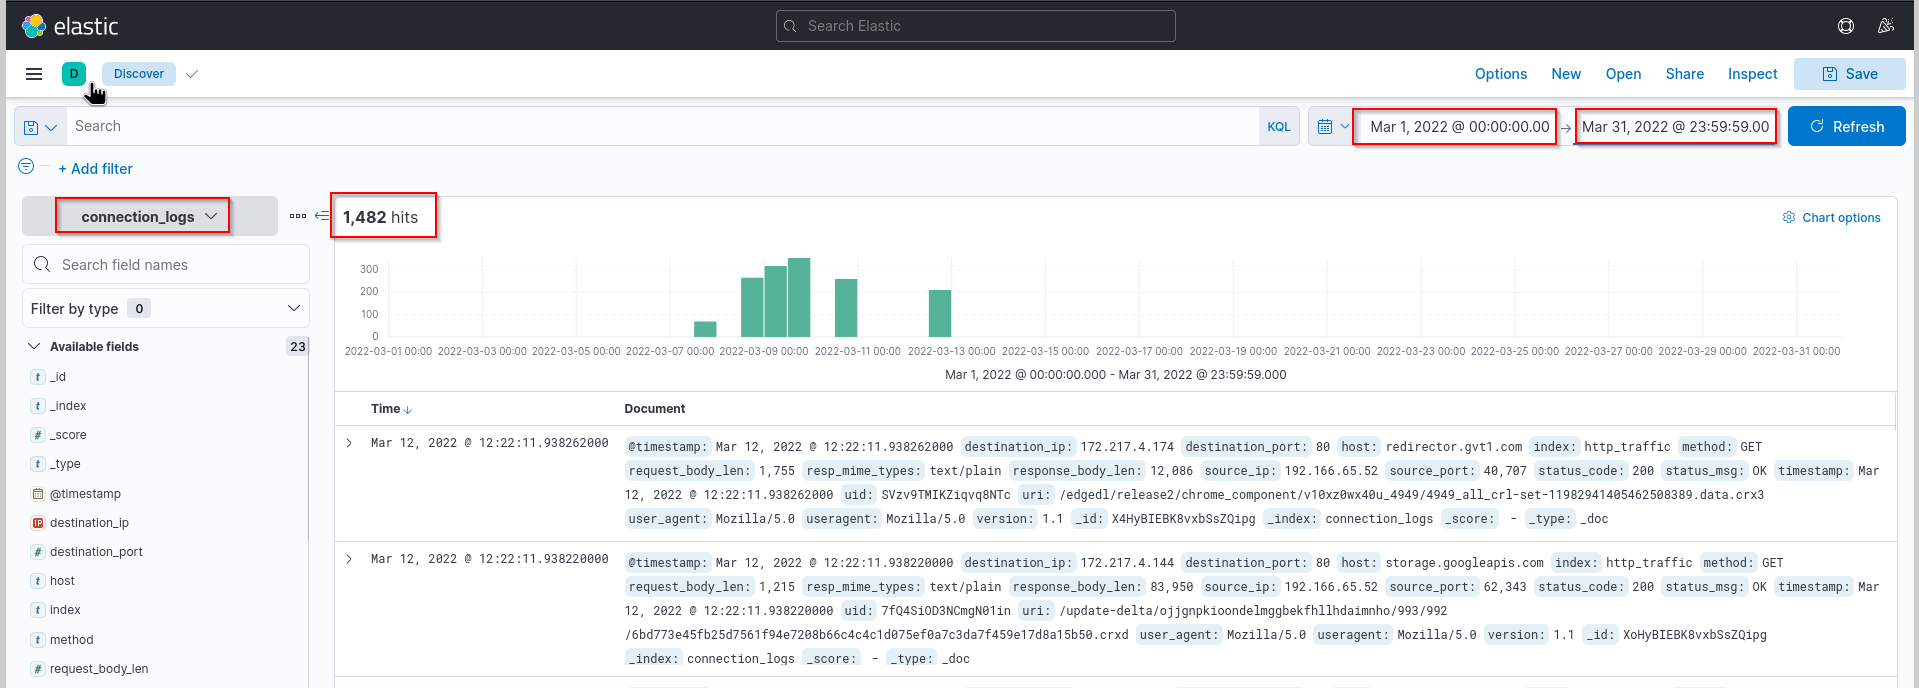 elastic
Search Elastic
D Discover
Options New Open Share Inspect Save
Search KQL
Mar 1, 2022 @ 00:00:00.00 → Mar 31, 2022 @ 23:59:59.00 Refresh
+ Add filter
connection_logs
1,482 hits
Chart options
Search field names
Filter by type 0
Available fields 23
_id
_index
_score
_type
@timestamp
destination_ip
destination_port
host
index
method
request_body_len
300
200
100
0
2022-03-01 00:00 2022-03-03 00:00 2022-03-05 00:00 2022-03-07 00:00 2022-03-09 00:00 2022-03-11 00:00 2022-03-13 00:00 2022-03-15 00:00 2022-03-17 00:00 2022-03-19 00:00 2022-03-21 00:00 2022-03-23 00:00 2022-03-25 00:00 2022-03-27 00:00 2022-03-29 00:00 2022-03-31 00:00
Mar 1, 2022 @ 00:00:00.000 - Mar 31, 2022 @ 23:59:59.000
Time Document
Mar 12, 2022 @ 12:22:11.938262000
@timestamp: Mar 12, 2022 @ 12:22:11.938262000 destination_ip: 172.217.4.174 destination_port: 80 host: redirector.gvt1.com index: http_traffic method: GET
request_body_len: 1,755 resp_mime_types: text/plain response_body_len: 12,086 source_ip: 192.166.65.52 source_port: 40,707 status_code: 200 status_msg: OK timestamp: Mar
12, 2022 @ 12:22:11.938262000 uid: SVzv9TMIKZiqvq8NTc uri: /edgedl/release2/chrome_component/v10xz0wx40u_4949/4949_all_crl-set-11982941405462508389.data.crx3
user_agent: Mozilla/5.0 useragent: Mozilla/5.0 version: 1.1 _id: X4HyBIEBK8vxbSsZQipg _index: connection_logs _score: - _type: _doc
Mar 12, 2022 @ 12:22:11.938220000
@timestamp: Mar 12, 2022 @ 12:22:11.938220000 destination_ip: 172.217.4.144 destination_port: 80 host: storage.googleapis.com index: http_traffic method: GET
request_body_len: 1,215 resp_mime_types: text/plain response_body_len: 83,950 source_ip: 192.166.65.52 source_port: 62,343 status_code: 200 status_msg: OK timestamp: Mar
12, 2022 @ 12:22:11.938220000 uid: 7fQ4SiOD3NCmgN01in uri: /update-delta/ojjgnpkioondelmggbekfhllhdaimnho/993/992
/6bd773e45fb25d7561f94e7208b66c4c4c1d075ef0a7c3da7f459e17d8a15b50.crxd user_agent: Mozilla/5.0 useragent: Mozilla/5.0 version: 1.1 _id: XoHyBIEBK8vxbSsZQipg
_index: connection_logs _score: - _type: _doc